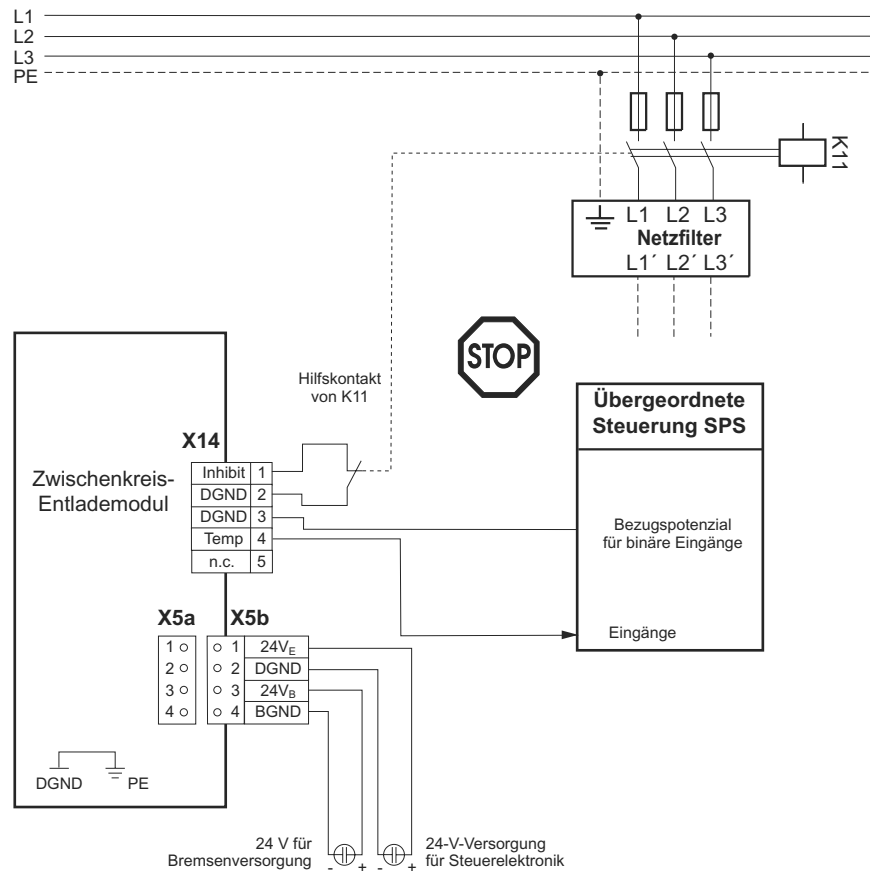 L1
L2
L3
PE
K11
L1 L2 L3
Netzfilter
L1´ L2´ L3´
STOP
Hilfskontakt
von K11
Übergeordnete
Steuerung SPS
Bezugspotenzial
für binäre Eingänge
Eingänge
Zwischenkreis-
Entlademodul
X14
Inhibit 1
DGND 2
DGND 3
Temp 4
n.c. 5
X5a X5b
1 1 24VE
2 2 DGND
3 3 24VB
4 4 BGND
DGND PE
24 V für
Bremsenversorgung
- +
- +
24-V-Versorgung
für Steuerelektronik